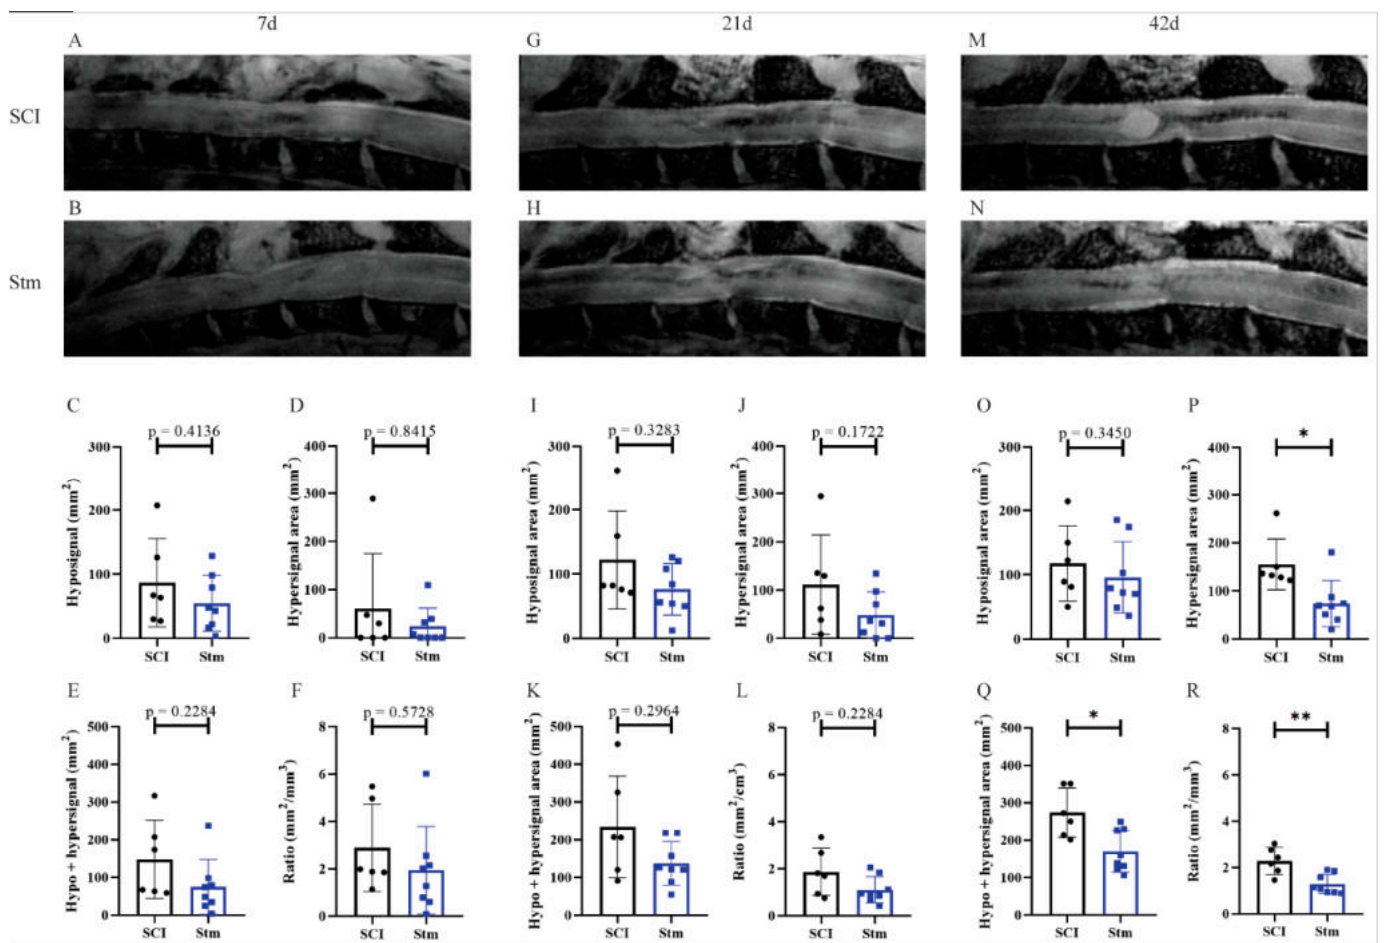 7d 21d 42d
A G M
SCI
B H N
Stm
C D I J O P
p = 0.4136 p = 0.8415 p = 0.3283 p = 0.1722 p = 0.3450 *
Hyposignal (mm²)
300
200
100
0
SCI Stm
Hypersignal area (mm²)
400
300
200
100
0
SCI Stm
Hyposignal area (mm²)
300
200
100
0
SCI Stm
Hypersignal area (mm²)
400
300
200
100
0
SCI Stm
Hyposignal area (mm²)
300
200
100
0
SCI Stm
Hypersignal area (mm²)
400
300
200
100
0
SCI Stm
E F K L Q R
p = 0.2284 p = 0.5728 p = 0.2964 p = 0.2284 * **
Hypo + hypersignal (mm²)
500
400
300
200
100
0
SCI Stm
Ratio (mm²/mm³)
8
6
4
2
0
SCI Stm
Hypo + hypersignal area (mm²)
500
400
300
200
100
0
SCI Stm
Ratio (mm²/cm³)
8
6
4
2
0
SCI Stm
Hypo + hypersignal area (mm²)
500
400
300
200
100
0
SCI Stm
Ratio (mm²/mm³)
8
6
4
2
0
SCI Stm